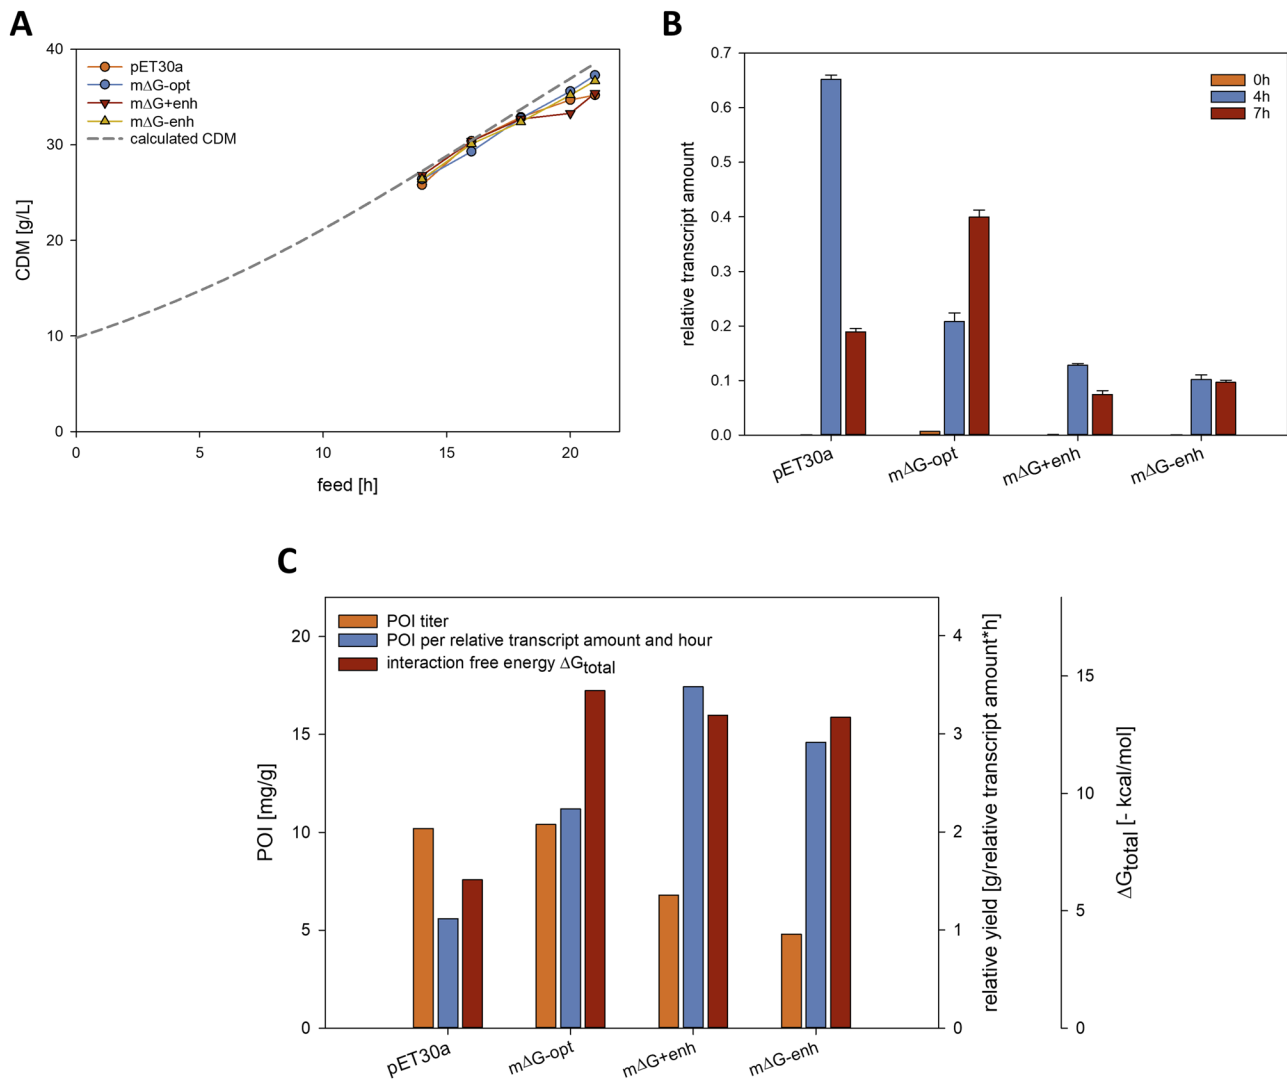 A
40
30
20
10
0
CDM [g/L]
pET30a
mΔG-opt
mΔG+enh
mΔG-enh
calculated CDM
0 5 10 15 20
feed [h]
B
0.7
0.6
0.5
0.4
0.3
0.2
0.1
0.0
relative transcript amount
0h
4h
7h
pET30a mΔG-opt mΔG+enh mΔG-enh
C
20
15
10
5
0
POI [mg/g]
POI titer
POI per relative transcript amount and hour
interaction free energy ΔGtotal
4
3
2
1
0
relative yield [g/relative transcript amount*h]
15
10
5
0
ΔGtotal [- kcal/mol]
pET30a mΔG-opt mΔG+enh mΔG-enh